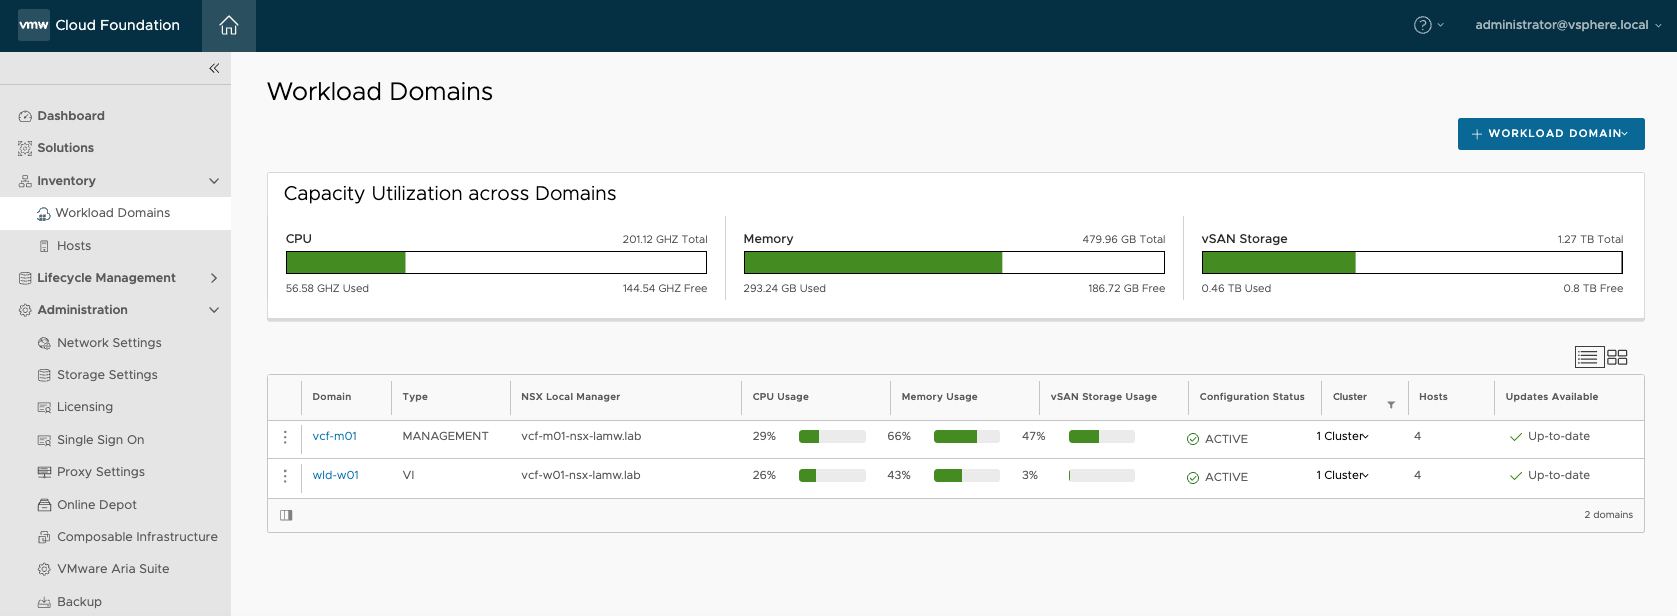 vmw Cloud Foundation
administrator@vsphere.local
Dashboard
Solutions
Inventory
Workload Domains
Hosts
Lifecycle Management
Administration
Network Settings
Storage Settings
Licensing
Single Sign On
Proxy Settings
Online Depot
Composable Infrastructure
VMware Aria Suite
Backup
Workload Domains
+ WORKLOAD DOMAIN
Capacity Utilization across Domains
CPU 201.12 GHZ Total
56.58 GHZ Used 144.54 GHZ Free
Memory 479.96 GB Total
293.24 GB Used 186.72 GB Free
vSAN Storage 1.27 TB Total
0.46 TB Used 0.8 TB Free
Domain Type NSX Local Manager CPU Usage Memory Usage vSAN Storage Usage Configuration Status Cluster Hosts Updates Available
vcf-m01 MANAGEMENT vcf-m01-nsx-lamw.lab 29% 66% 47% ACTIVE 1 Cluster 4 Up-to-date
wld-w01 VI vcf-w01-nsx-lamw.lab 26% 43% 3% ACTIVE 1 Cluster 4 Up-to-date
2 domains